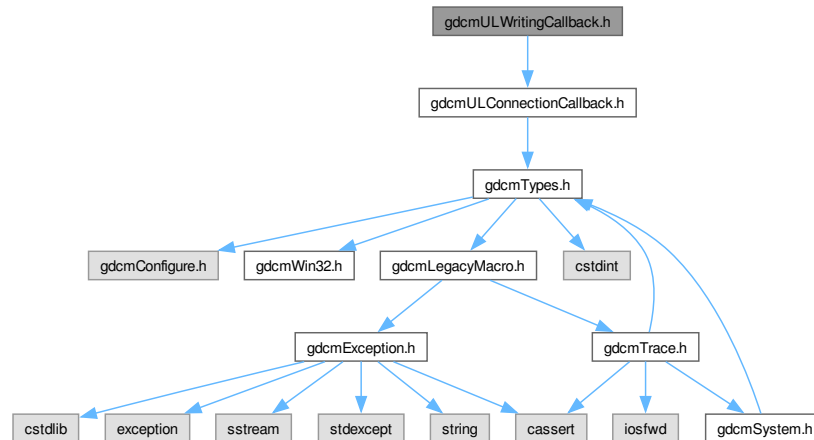 gdcmULWritingCallback.h
gdcmULConnectionCallback.h
gdcmTypes.h
gdcmConfigure.h
gdcmWin32.h
gdcmLegacyMacro.h
cstdint
gdcmException.h
gdcmTrace.h
cstdlib
exception
sstream
stdexcept
string
cassert
iosfwd
gdcmSystem.h